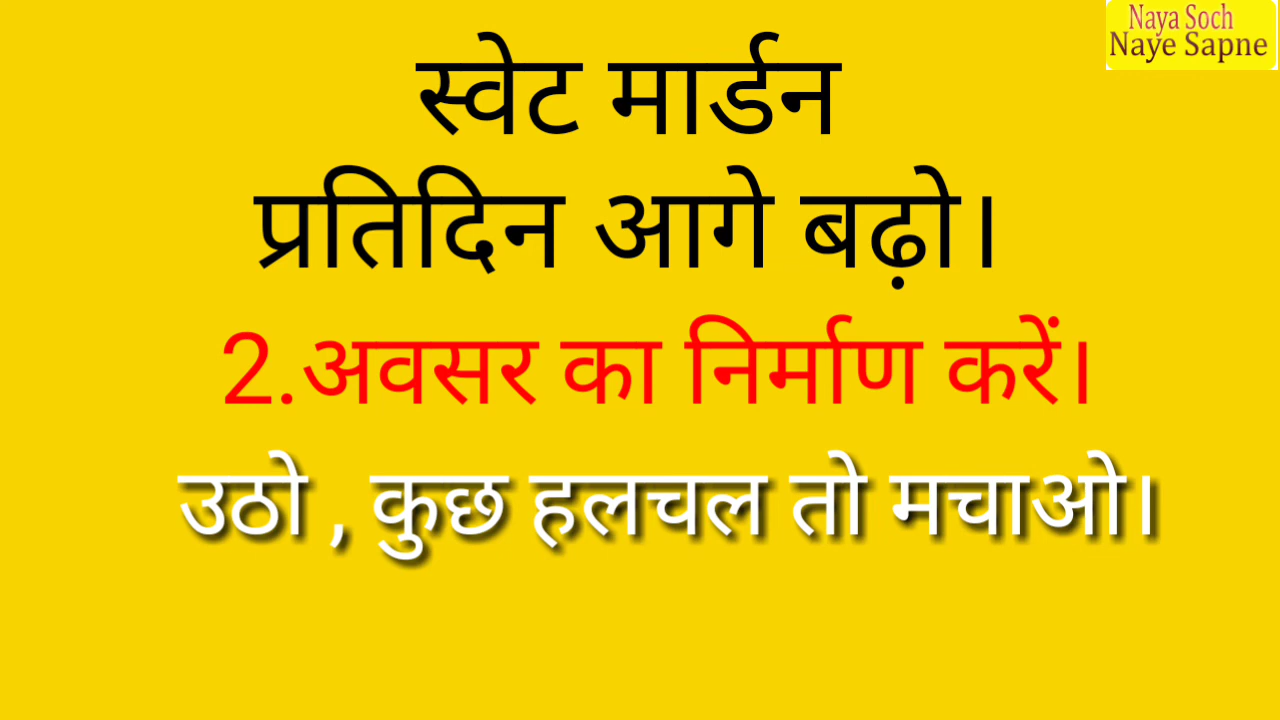 Naya Soch
Naye Sapne
स्वेट मार्डन
प्रतिदिन आगे बढ़ो।
2.अवसर का निर्माण करें।
उठो , कुछ हलचल तो मचाओ।